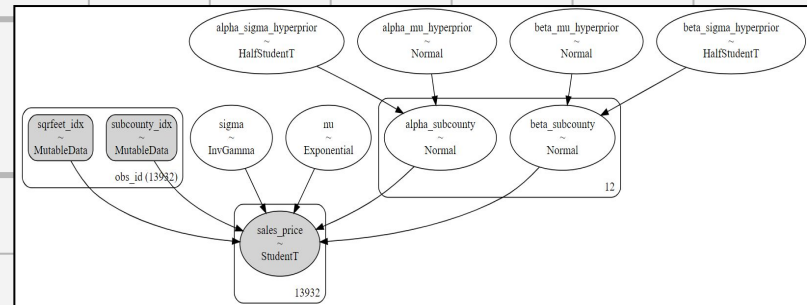 alpha_sigma_hyperprior
~
HalfStudentT
alpha_mu_hyperprior
~
Normal
beta_mu_hyperprior
~
Normal
beta_sigma_hyperprior
~
HalfStudentT
sqrfeet_idx
~
MutableData
subcounty_idx
~
MutableData
obs_id (13932)
sigma
~
InvGamma
nu
~
Exponential
alpha_subcounty
~
Normal
beta_subcounty
~
Normal
12
sales_price
~
StudentT
13932